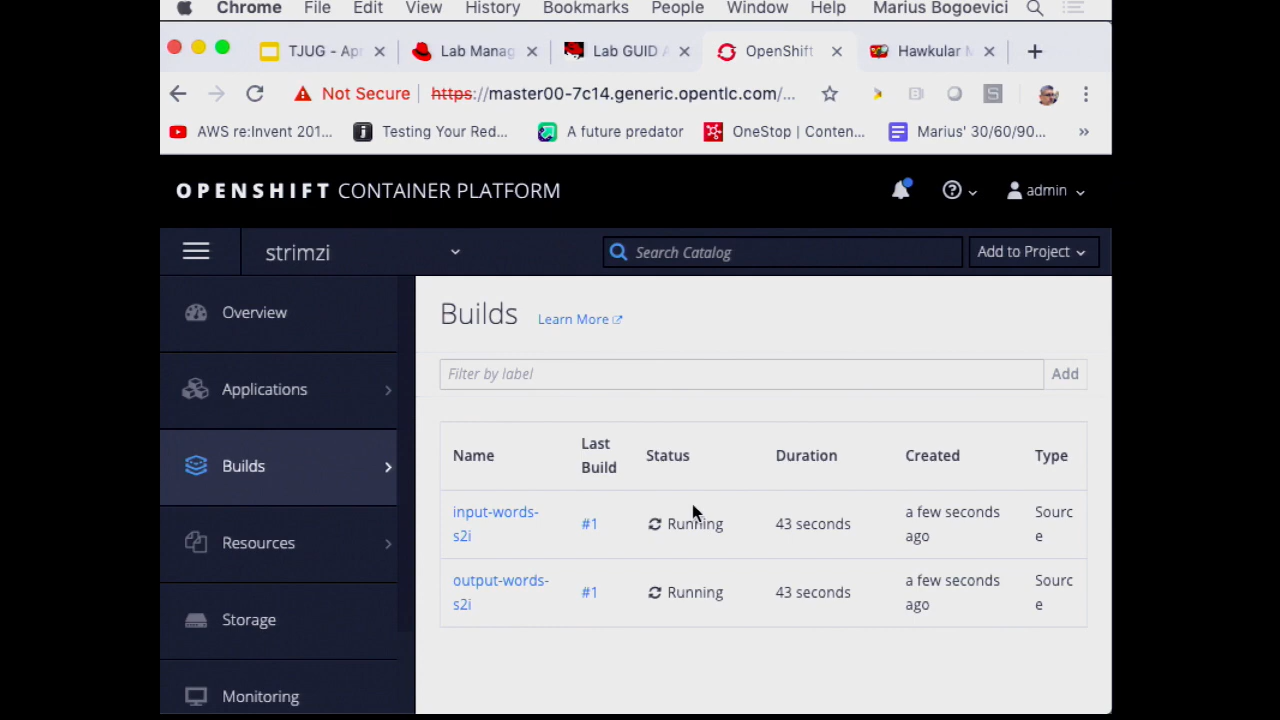 Chrome File Edit View History Bookmarks People Window Help Marius Bogoevici
TJUG - Apr Lab Manag Lab GUID A OpenShift Hawkular M
Not Secure https://master00-7c14.generic.opentlc.com/...
AWS re:Invent 201... Testing Your Red... A future predator OneStop | Conten... Marius' 30/60/90... »
OPENSHIFT CONTAINER PLATFORM admin
strimzi Search Catalog Add to Project
Overview
Applications
Builds
Resources
Storage
Monitoring
Builds Learn More
Filter by label Add
Name Last Build Status Duration Created Type
input-words-s2i #1 Running 43 seconds a few seconds ago Source
output-words-s2i #1 Running 43 seconds a few seconds ago Source